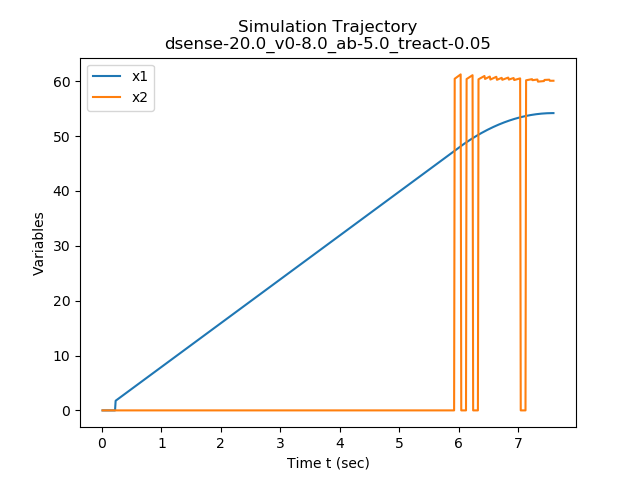 Simulation Trajectory
dsense-20.0_v0-8.0_ab-5.0_treact-0.05
x1
x2
60
50
40
30
20
10
0
Variables
0 1 2 3 4 5 6 7
Time t (sec)